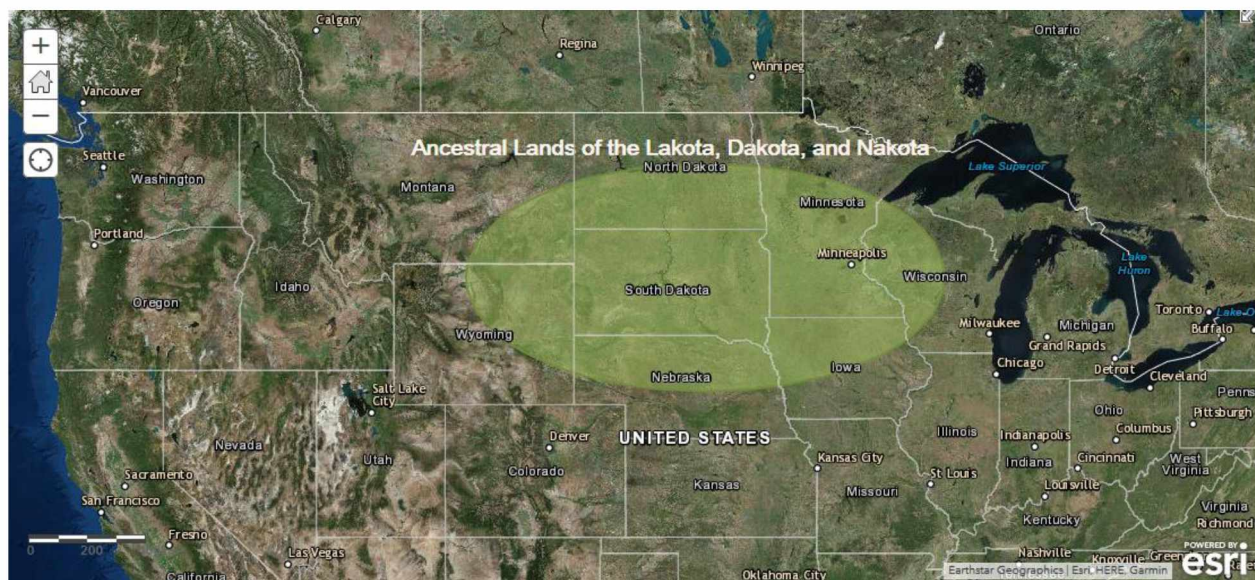 Calgary
Ontario
Regina
Winnipeg
Vancouver
Ancestral Lands of the Lakota, Dakota, and Nakota
Seattle
North Dakota
Lake Superior
Washington
Montana
Minnesota
Portland
Minneapolis
Lake
Huron
Wisconsin
Idaho
South Dakota
Oregon
Toronto
Lake O
Milwaukee
Michigan
Buffalo
Wyoming
Grand Rapids
Chicago
Detroit
Iowa
Nebraska
Cleveland
Salt Lake
City
Penns
Ohio
Pittsburgh
Nevada
Denver
UNITED STATES
Illinois
Indianapolis
Columbus
Utah
Colorado
Kansas City
Indiana
Cincinnati
West
Virginia
Sacramento
Kansas
St Louis
Missouri
Louisville
San Francisco
Virginia
Kentucky
Richmond
Fresno
0 200
Las Vegas
Nashville
Knoxville
POWERED BY
esri
California
Oklahoma City
Earthstar Geographics | Esri, HERE, Garmin